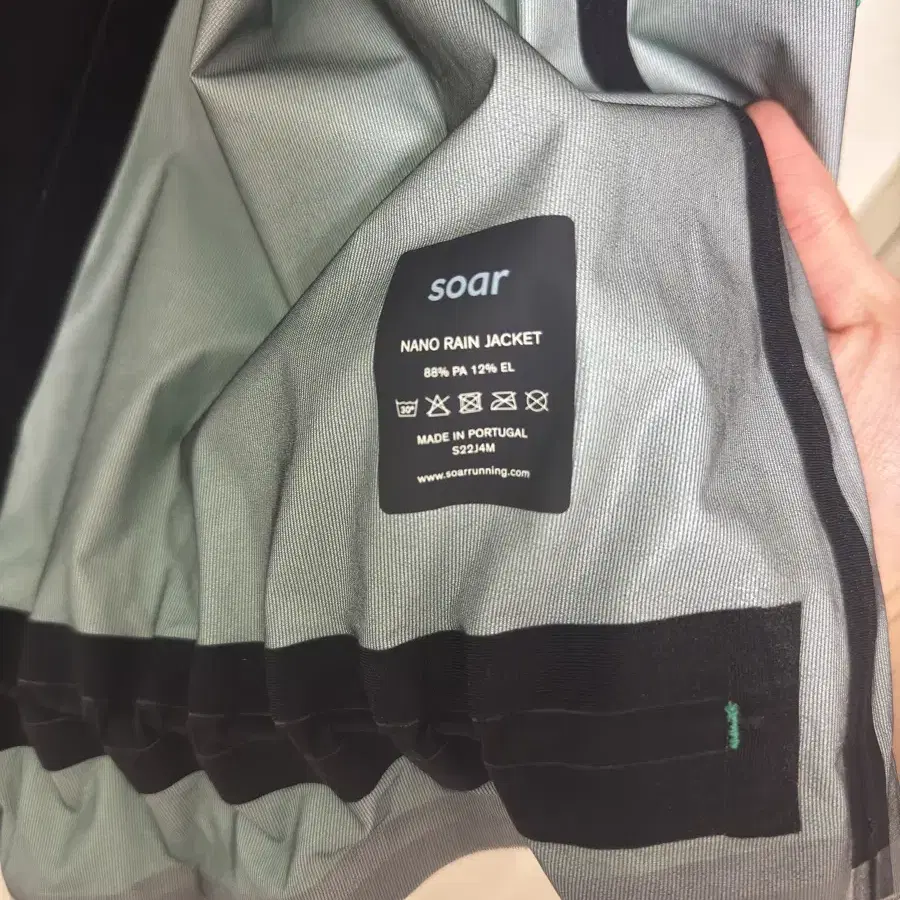 soar
NANO RAIN JACKET
88% PA 12% EL
30°
MADE IN PORTUGAL
S22J4M
www.soarrunning.com